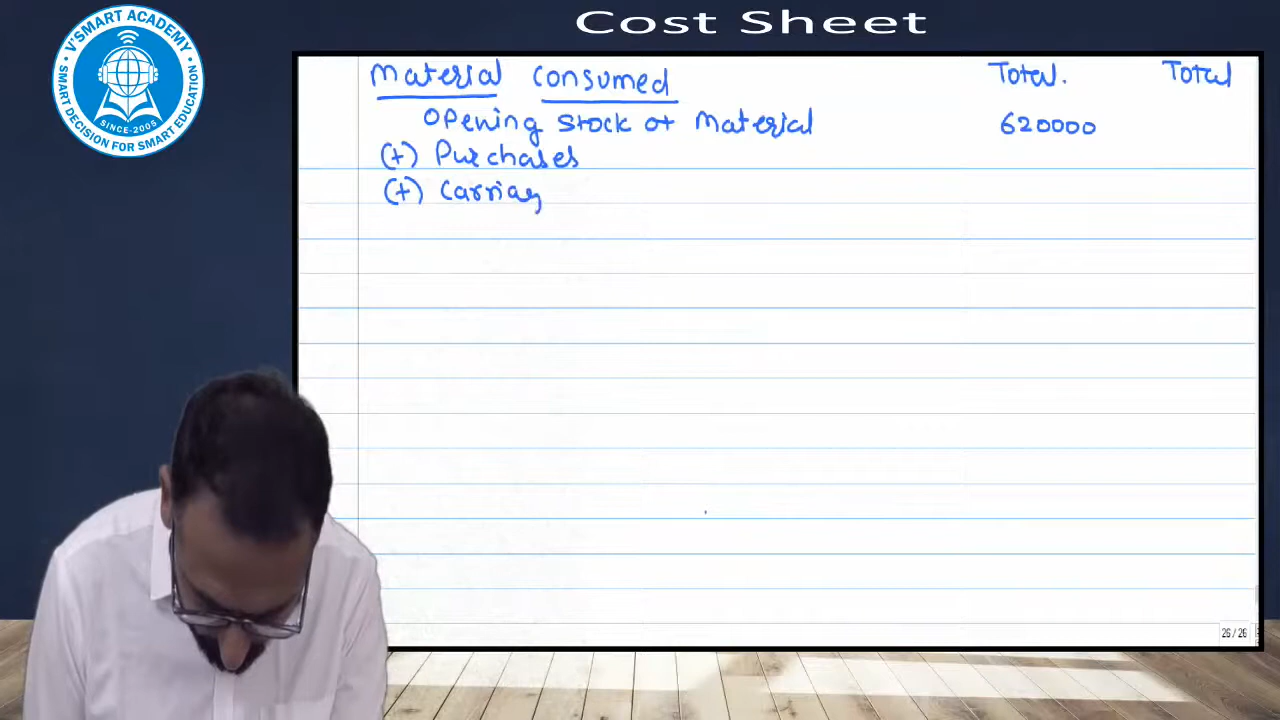 Cost Sheet
V'SMART ACADEMY
SMART DECISION FOR SMART EDUCATION
SINCE-2005
Material Consumed Total. Total
Opening Stock of Material 620000
(+) Purchases
(+) Carriag
26/26